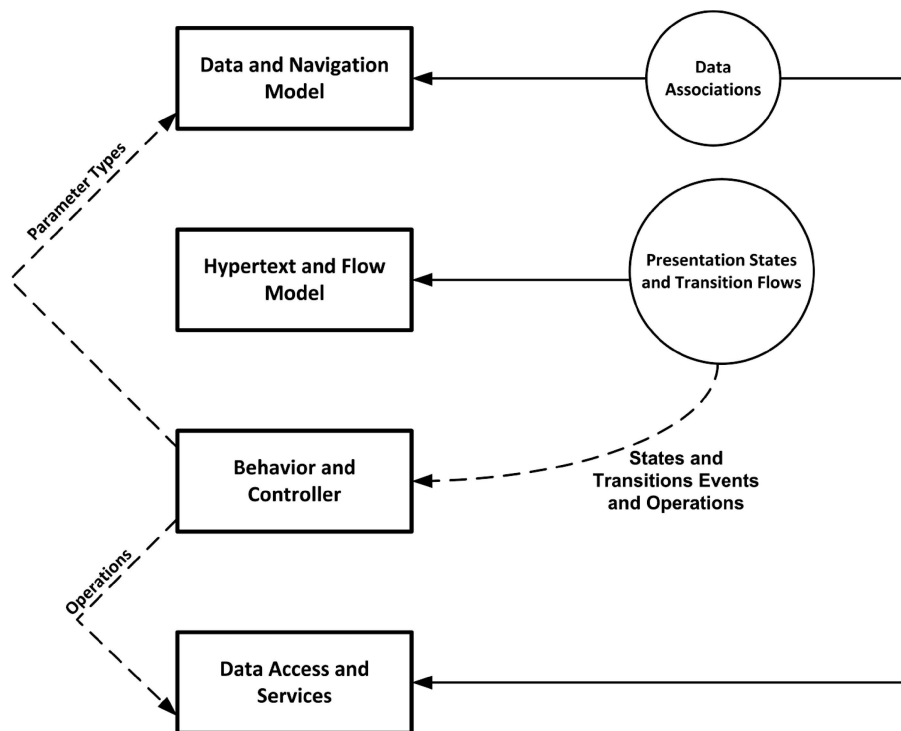 Data and Navigation
Model
Data
Associations
Parameter Types
Hypertext and Flow
Model
Presentation States
and Transition Flows
Behavior and
Controller
States and
Transitions Events
and Operations
Operations
Data Access and
Services